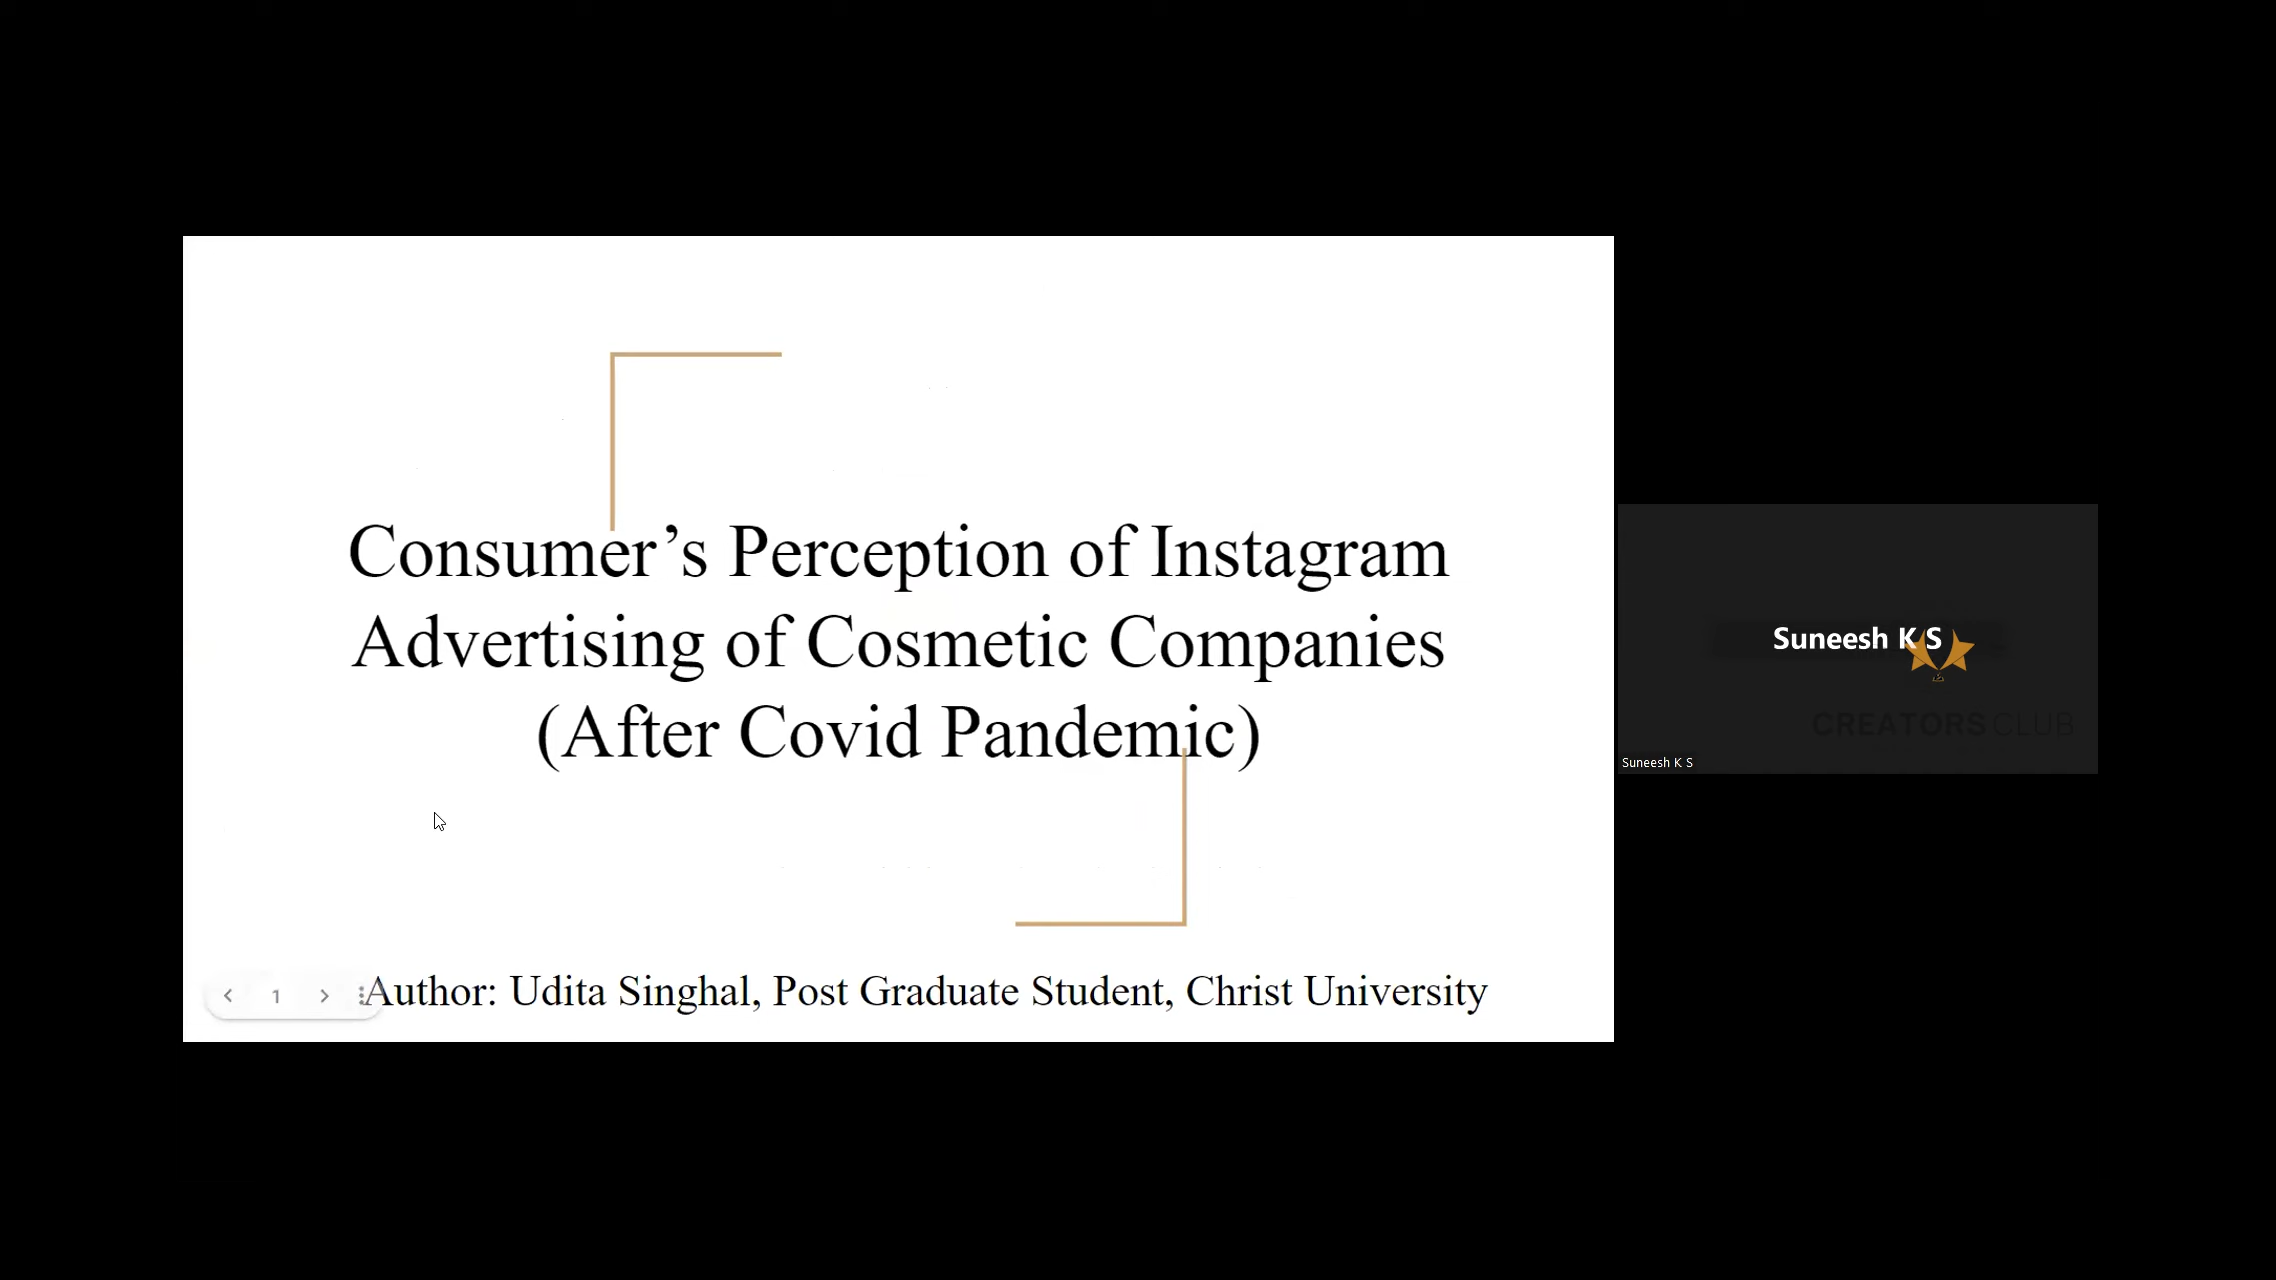 Consumer’s Perception of Instagram
Advertising of Cosmetic Companies
(After Covid Pandemic)
Author: Udita Singhal, Post Graduate Student, Christ University
1
Suneesh K S
CREATORS CLUB
Suneesh K S